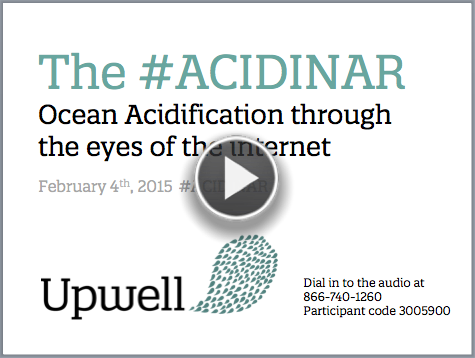 The #ACIDINAR
Ocean Acidification through
the eyes of the internet
February 4th, 2015 #ACIDINAR
Upwell
Dial in to the audio at
866-740-1260
Participant code 3005900